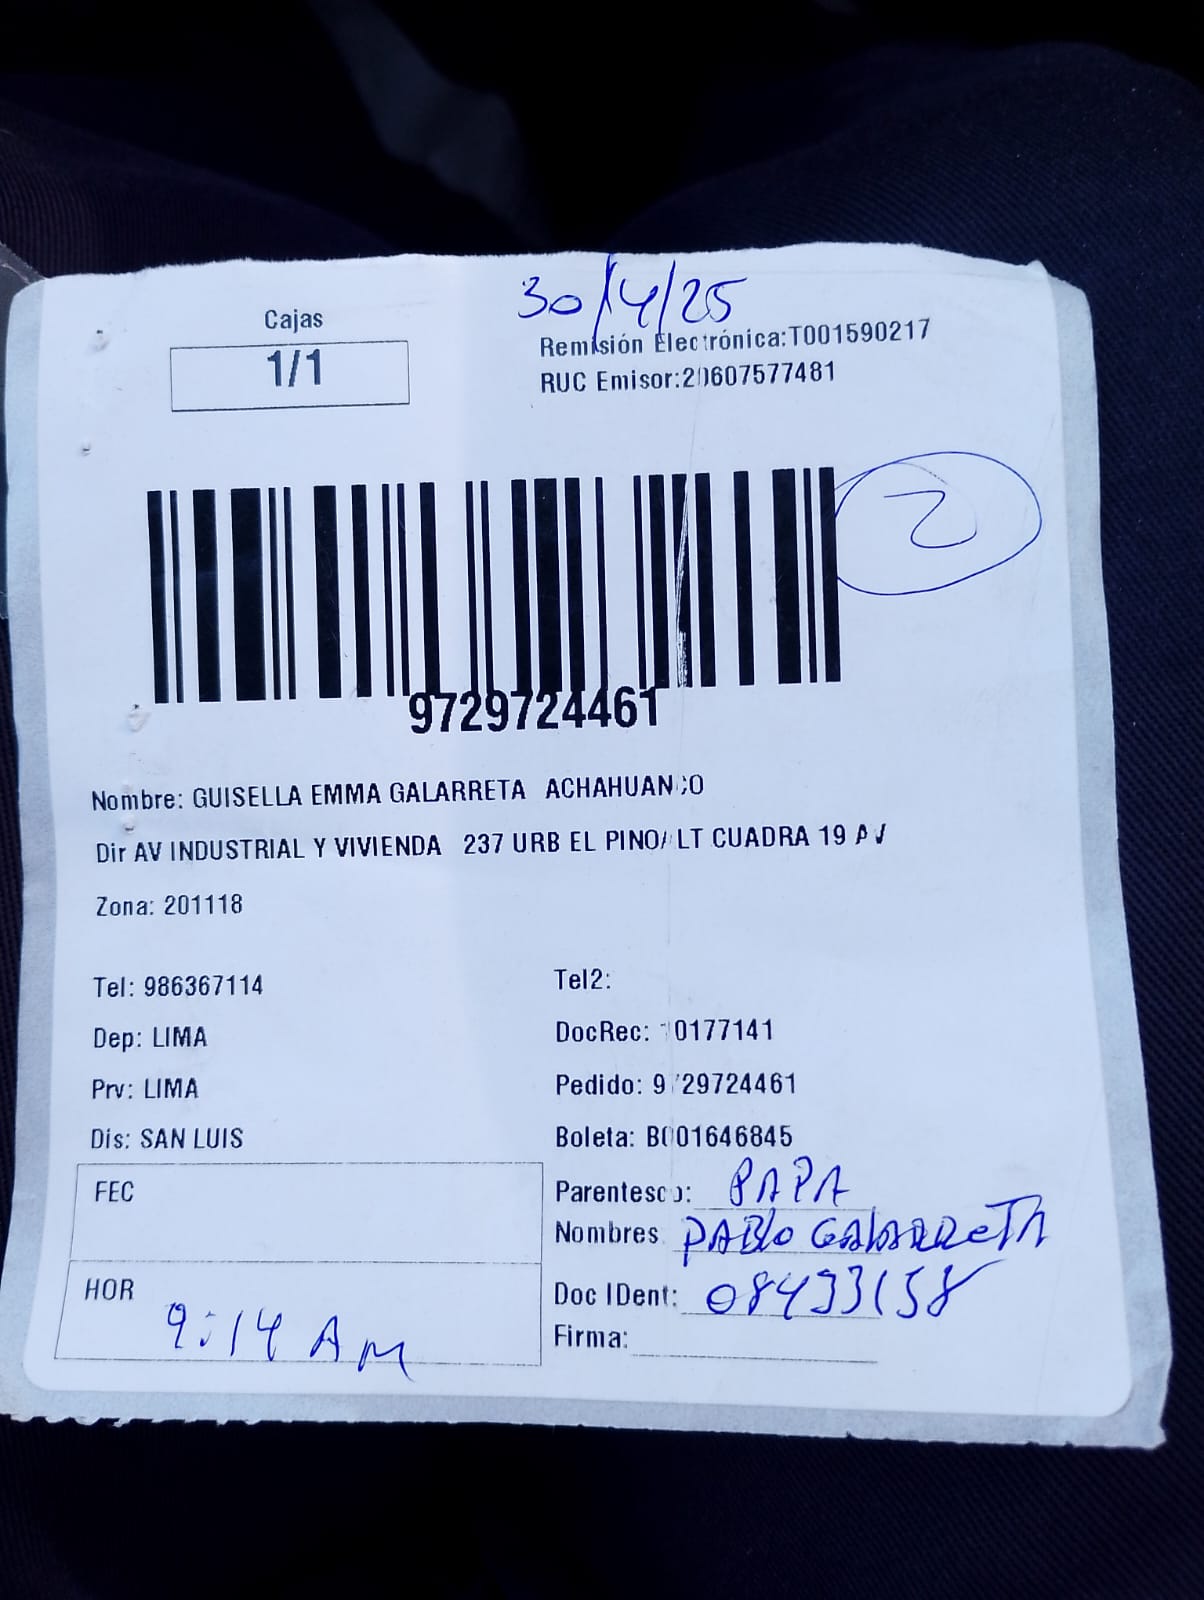 30/4/25
Cajas
1/1
Remisión Electrónica:T001590217
RUC Emisor:20607577481
2
9729724461
Nombre: GUISELLA EMMA GALARRETA ACHAHUANCO
Dir AV INDUSTRIAL Y VIVIENDA 237 URB EL PINO/ LT CUADRA 19 AV
Zona: 201118
Tel: 986367114
Tel2:
Dep: LIMA
DocRec: 0177141
Prv: LIMA
Pedido: 9729724461
Dis: SAN LUIS
Boleta: B001646845
FEC
Parentesco: PAPA
Nombres PABLO GALARRETA
HOR
9:14 AM
Doc IDent: 08433158
Firma: